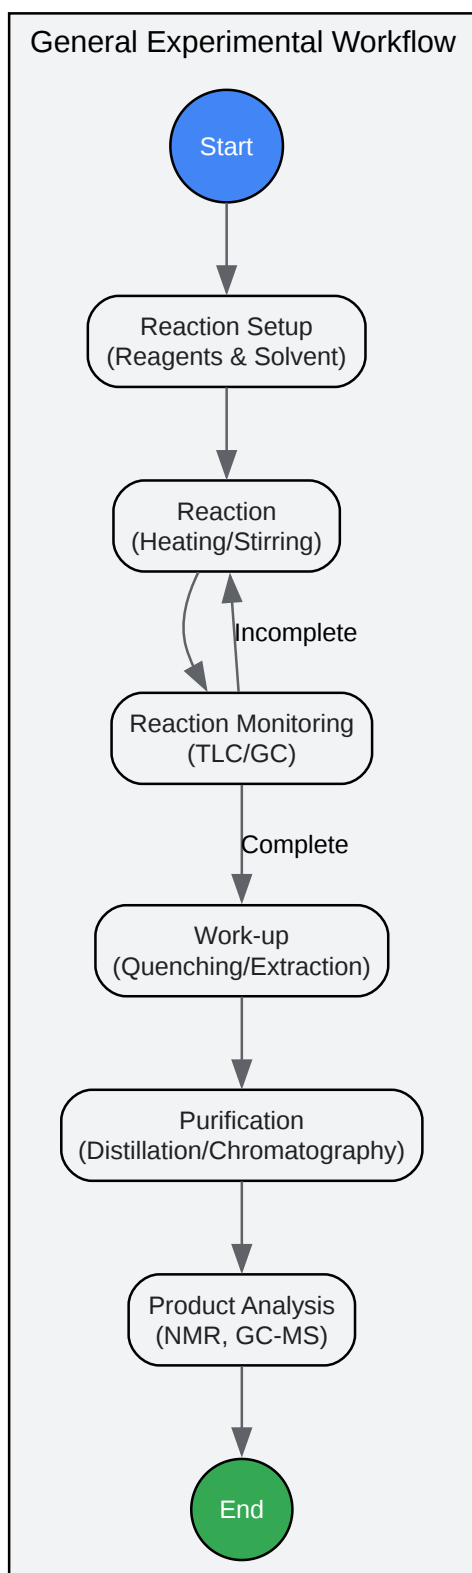 General Experimental Workflow
Start
Reaction Setup
(Reagents & Solvent)
Reaction
(Heating/Stirring)
Incomplete
Reaction Monitoring
(TLC/GC)
Complete
Work-up
(Quenching/Extraction)
Purification
(Distillation/Chromatography)
Product Analysis
(NMR, GC-MS)
End